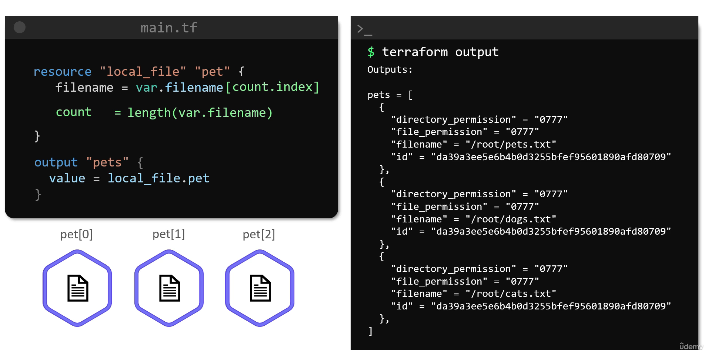 main.tf
resource "local_file" "pet" {
filename = var.filename[count.index]
count = length(var.filename)
}
output "pets" {
value = local_file.pet
}
pet[0]
pet[1]
pet[2]
>_
$ terraform output
Outputs:
pets = [
{
"directory_permission" = "0777"
"file_permission" = "0777"
"filename" = "/root/pets.txt"
"id" = "da39a3ee5e6b4b0d3255bfef95601890afd80709"
},
{
"directory_permission" = "0777"
"file_permission" = "0777"
"filename" = "/root/dogs.txt"
"id" = "da39a3ee5e6b4b0d3255bfef95601890afd80709"
},
{
"directory_permission" = "0777"
"file_permission" = "0777"
"filename" = "/root/cats.txt"
"id" = "da39a3ee5e6b4b0d3255bfef95601890afd80709"
},
]
ûdemy